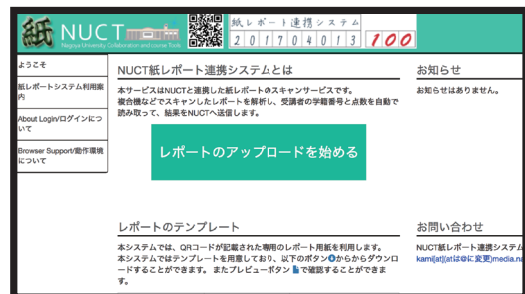 紙 NUCT
Nagoya University Collaboration and course Tools
紙レポート連携システム
201704013 100
ようこそ
紙レポートシステム利用案
内
About Login/ログインにつ
いて
Browser Support/動作環境
について
NUCT紙レポート連携システムとは
本サービスはNUCTと連携した紙レポートのスキャンサービスです。
複合機などでスキャンしたレポートを解析し、受講者の学籍番号と点数を自動で
読み取って、結果をNUCTへ送信します。
レポートのアップロードを始める
レポートのテンプレート
本システムでは、QRコードが記載された専用のレポート用紙を利用します。
本システムではテンプレートを用意しており、以下のボタンからからダウンロ
ードすることができます。 またプレビューボタン で確認することができま
す。
お知らせ
お知らせはありません。
お問い合わせ
NUCT紙レポート連携システム
kami[at](atは@に変更)media.na